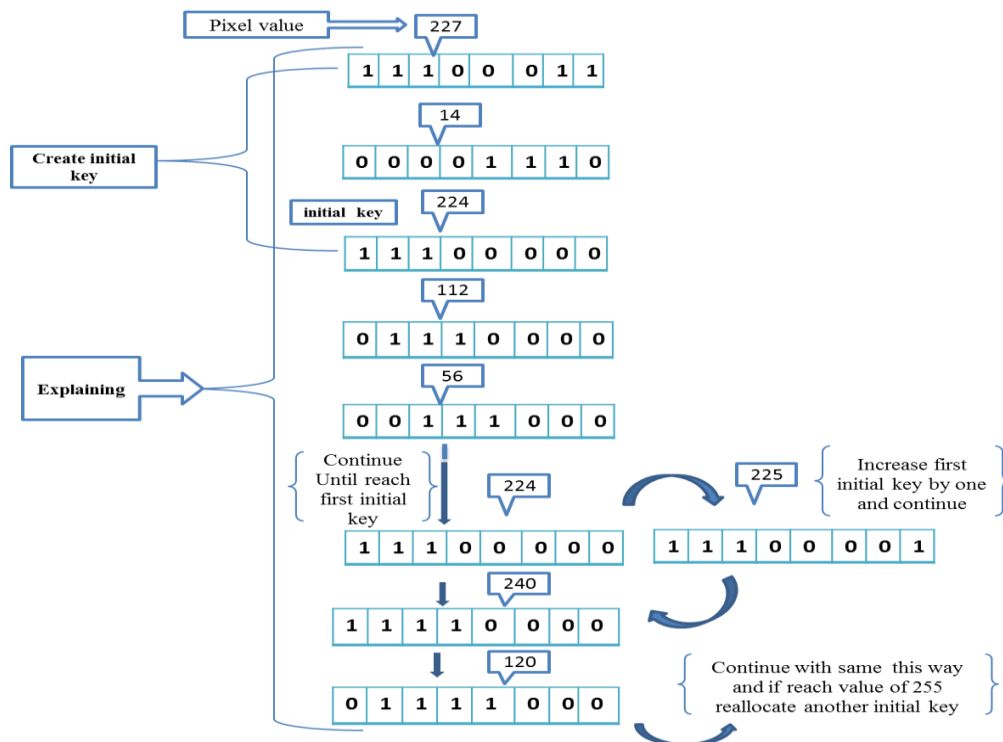 Pixel value
227
1 1 1 0 0 0 1 1
14
0 0 0 0 1 1 1 0
Create initial
key
initial key
224
1 1 1 0 0 0 0 0
112
0 1 1 1 0 0 0 0
56
Explaining
0 0 1 1 1 0 0 0
Continue
Until reach
first initial
key
224
225
Increase first
initial key by one
and continue
1 1 1 0 0 0 0 0
1 1 1 0 0 0 0 1
240
1 1 1 1 0 0 0 0
120
0 1 1 1 1 0 0 0
Continue with same this way
and if reach value of 255
reallocate another initial key